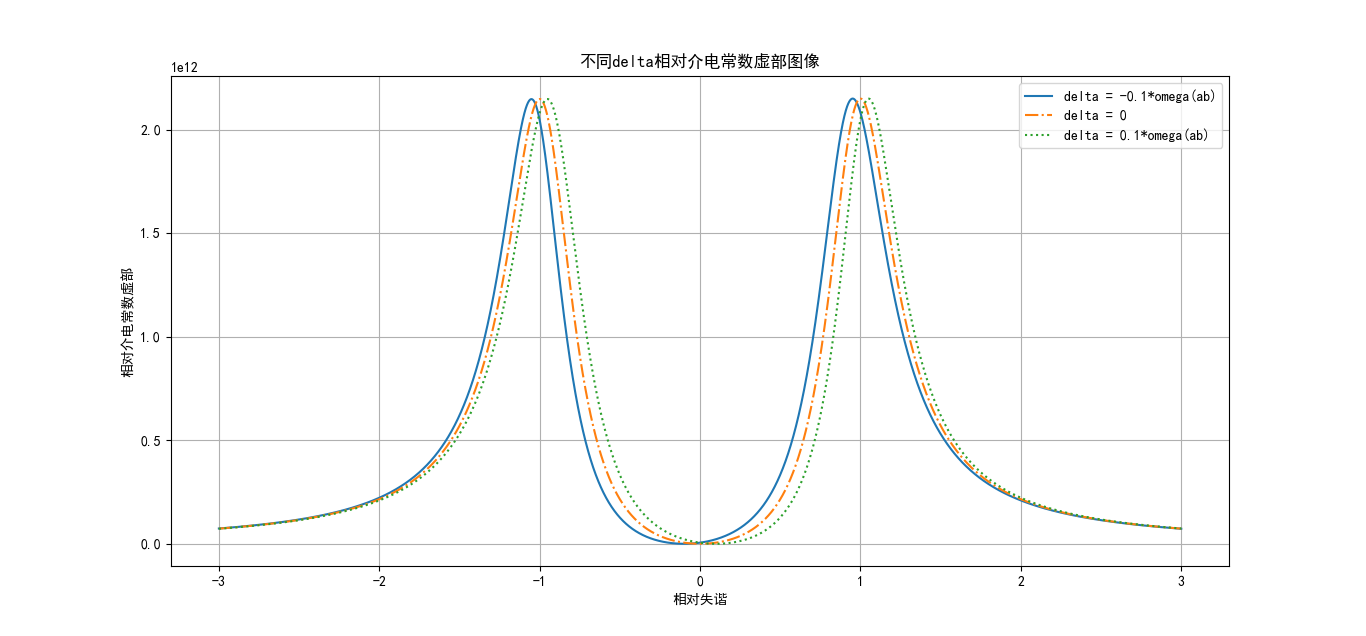 不同delta相对介电常数虚部图像
1e12
delta = -0.1*omega(ab)
delta = 0
delta = 0.1*omega(ab)
2.0
1.5
1.0
0.5
0.0
相对介电常数虚部
−3 −2 −1 0 1 2 3
相对失谐